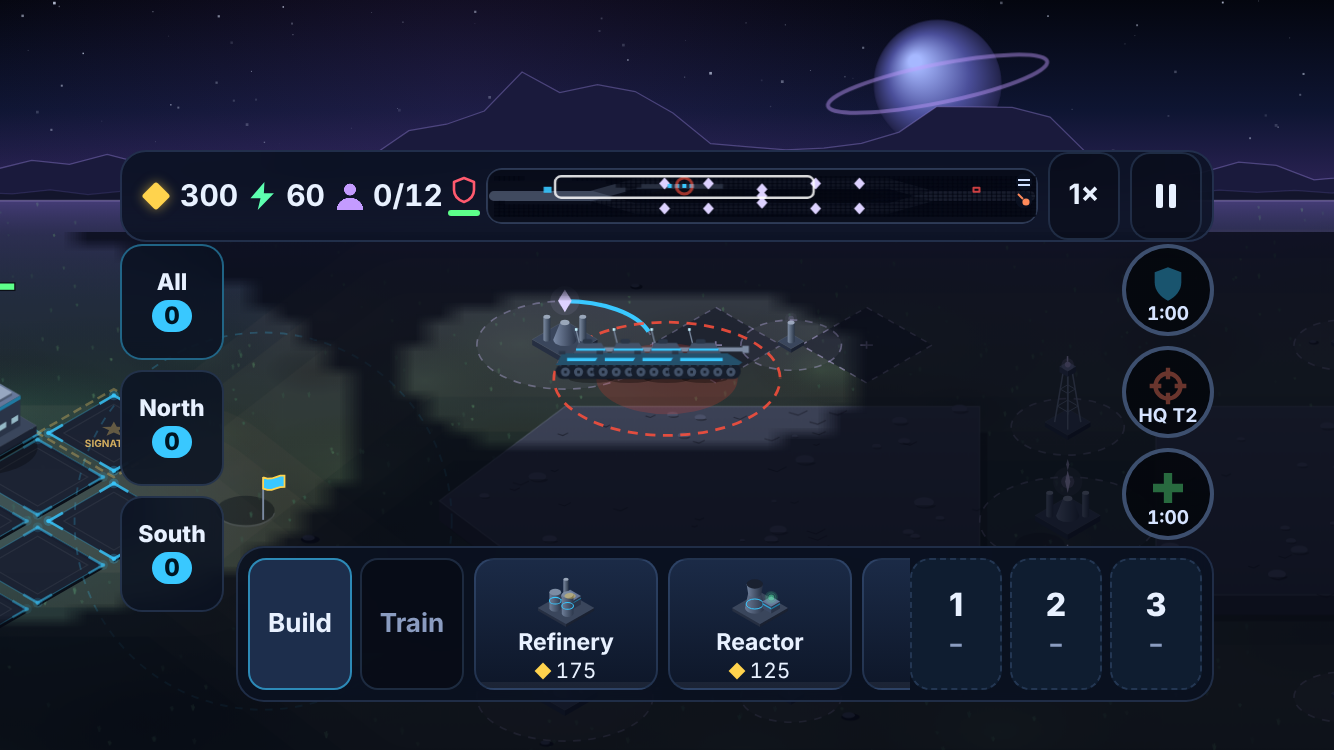 300 60 0/12 1×
All
0
North
0
South
0
SIGNAT
1:00
HQ T2
1:00
Build
Train
Refinery
175
Reactor
125
1
–
2
–
3
–